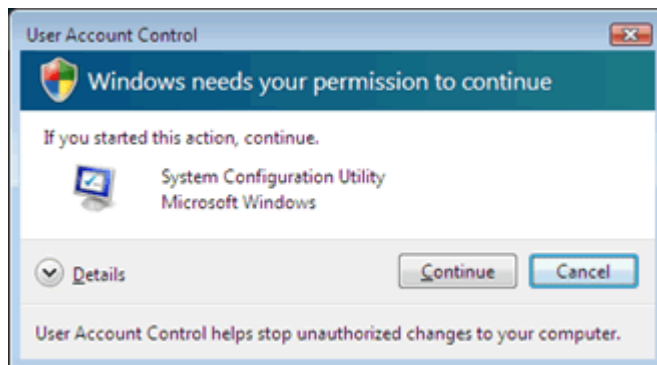 User Account Control
Windows needs your permission to continue
If you started this action, continue.
System Configuration Utility
Microsoft Windows
Details
Continue
Cancel
User Account Control helps stop unauthorized changes to your computer.